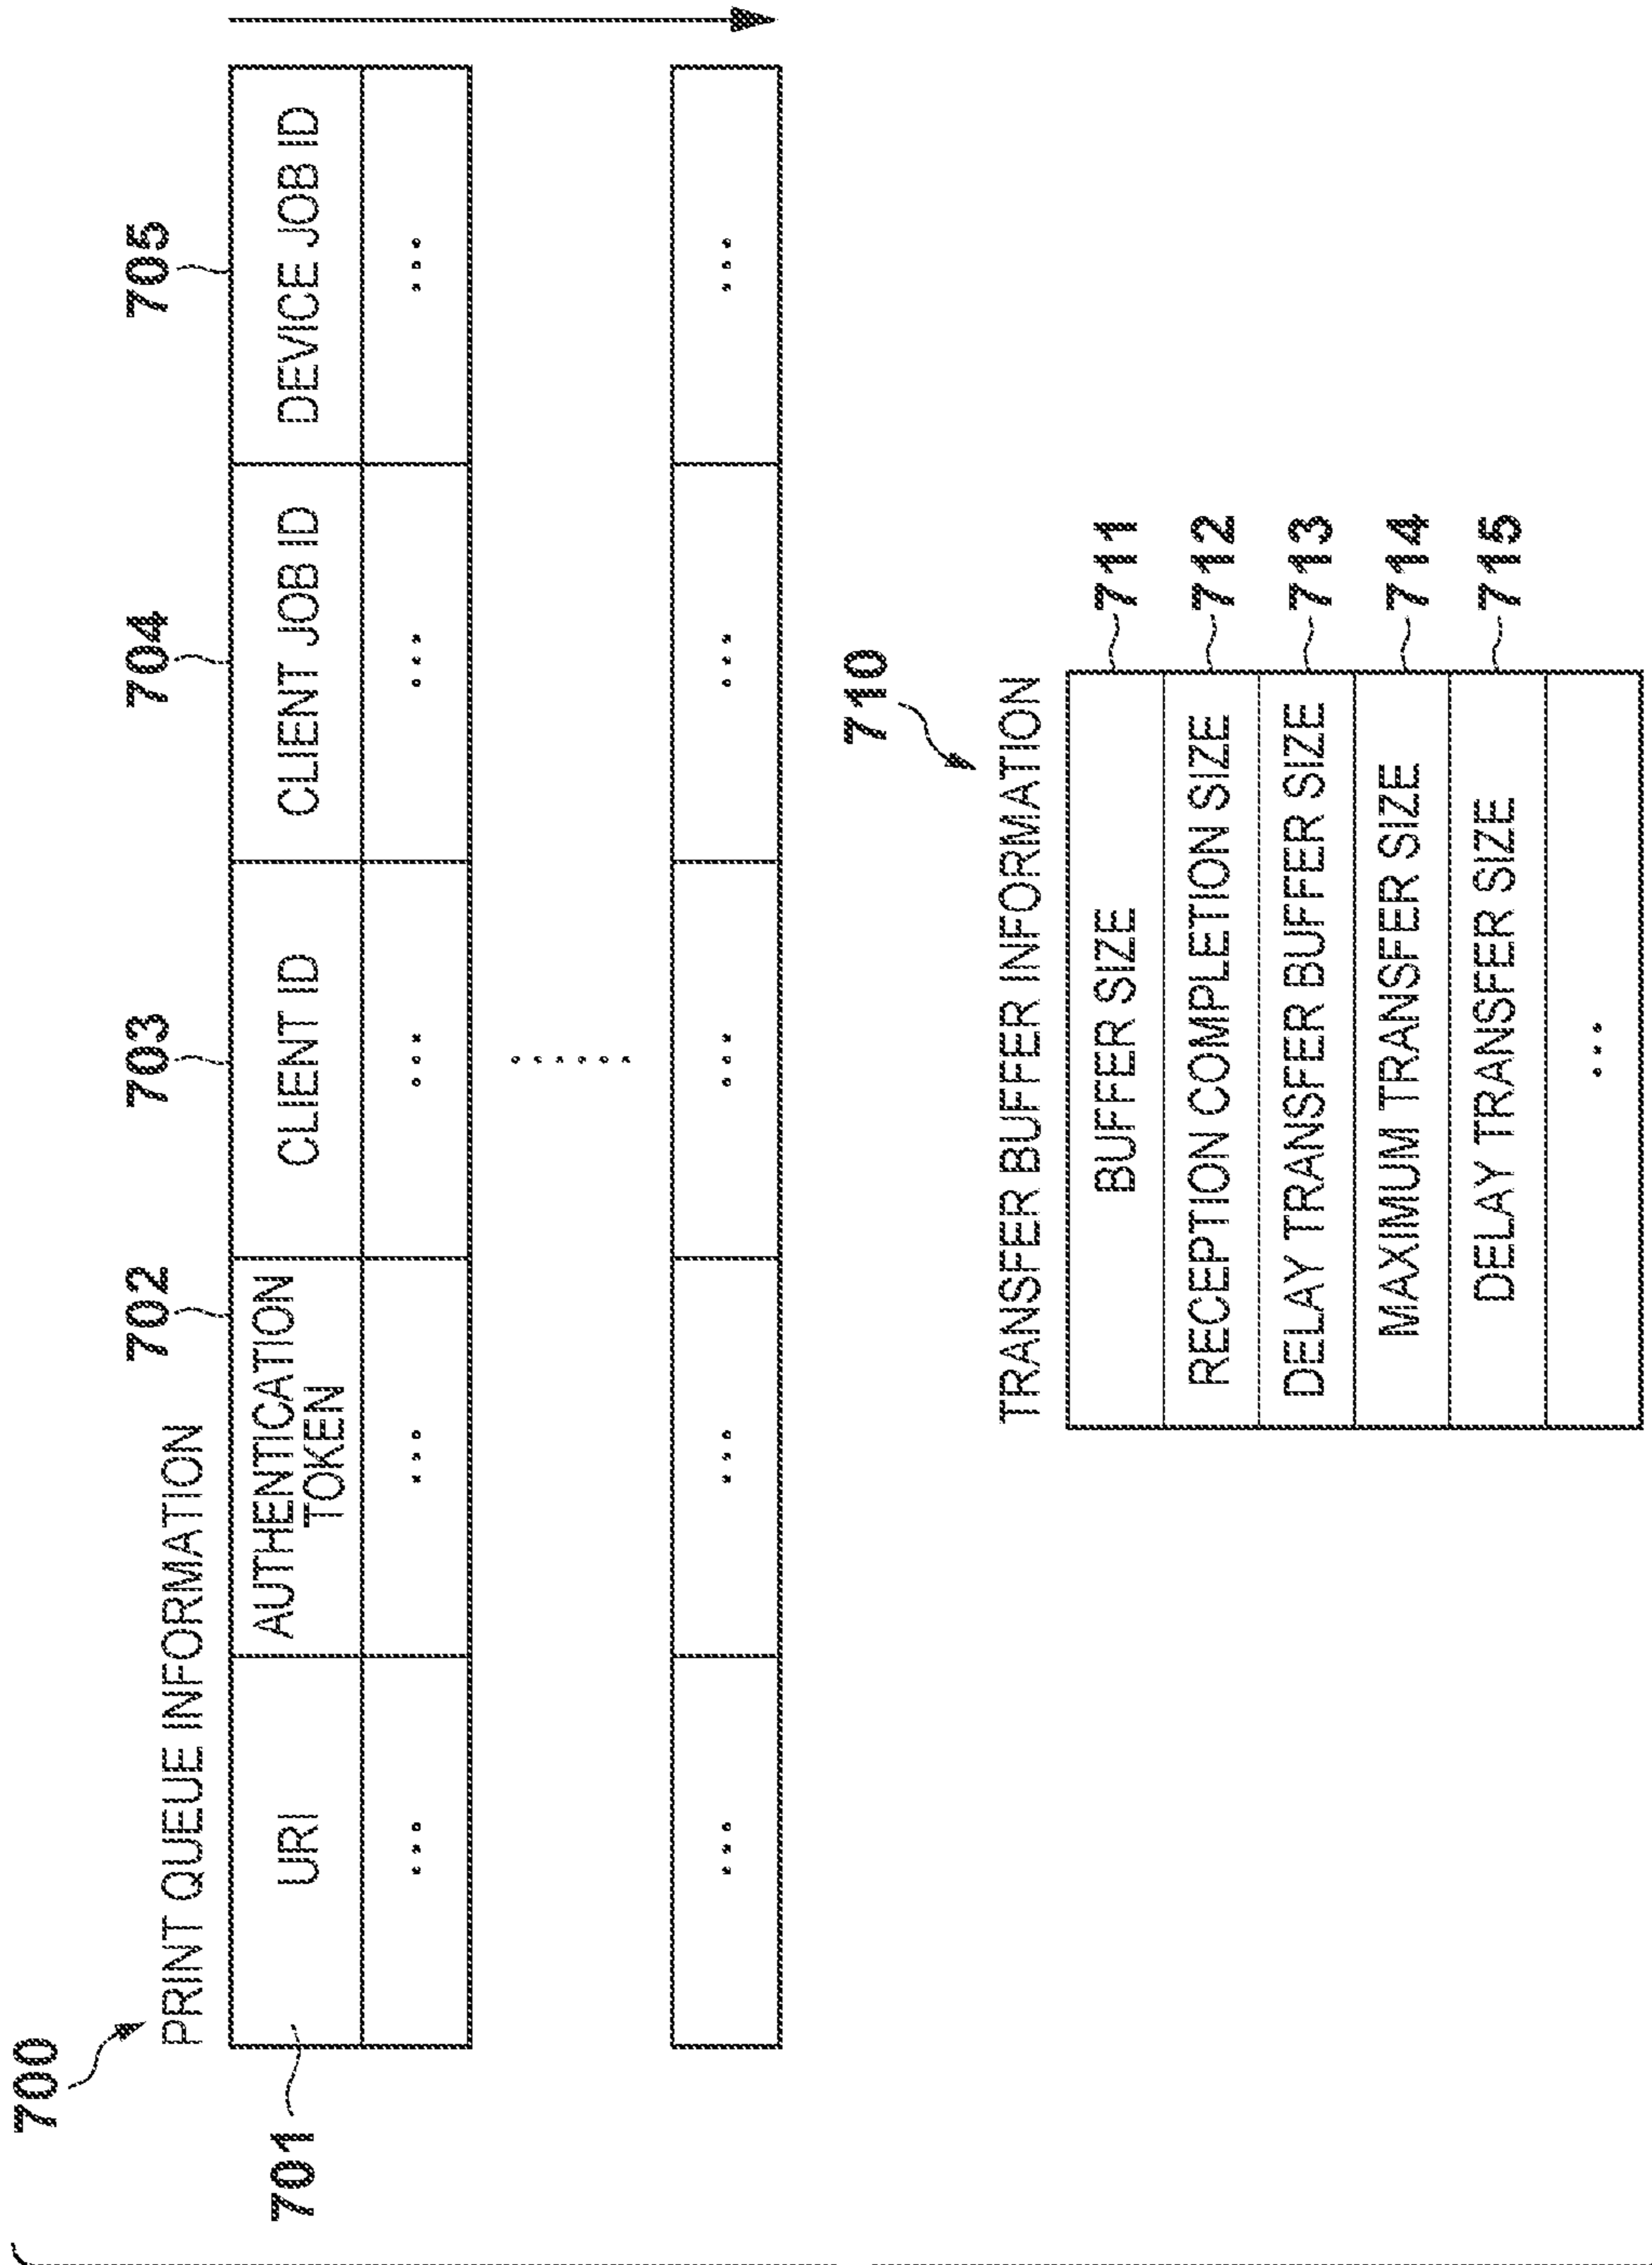 700
PRINT QUEUE INFORMATION
702
703
704
705
701
URI
AUTHENTICATION
TOKEN
CLIENT ID
CLIENT JOB ID
DEVICE JOB ID
... ... ... ... ...
......
... ... ... ... ...
710
TRANSFER BUFFER INFORMATION
BUFFER SIZE 711
RECEPTION COMPLETION SIZE 712
DELAY TRANSFER BUFFER SIZE 713
MAXIMUM TRANSFER SIZE 714
DELAY TRANSFER SIZE 715
...